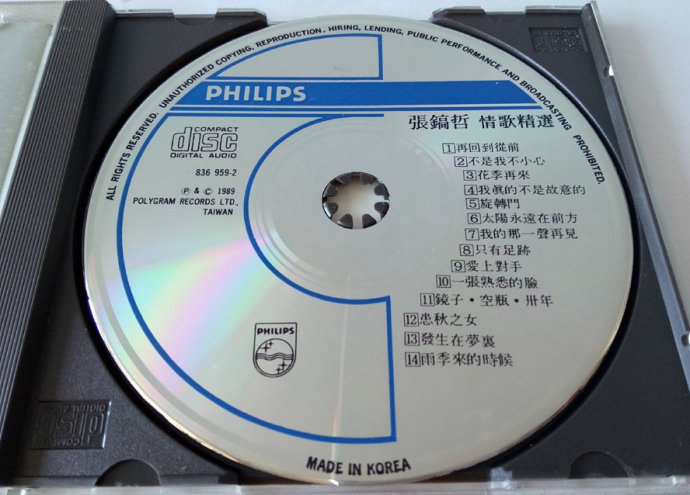 ALL RIGHTS RESERVED. UNAUTHORIZED COPYING, REPRODUCTION, HIRING, LENDING, PUBLIC PERFORMANCE AND BROADCASTING PROHIBITED.
PHILIPS
COMPACT
disc
DIGITAL AUDIO
836 959-2
Ⓟ & © 1989
POLYGRAM RECORDS LTD.,
TAIWAN
張鎬哲 情歌精選
1 再回到從前
2 不是我不小心
3 花季再來
4 我眞的不是故意的
5 旋轉門
6 太陽永遠在前方
7 我的那一聲再見
8 只有足跡
9 愛上對手
10 一張熟悉的臉
11 鏡子・空瓶・卅年
12 悲秋之女
13 發生在夢裏
14 雨季來的時候
PHILIPS
MADE IN KOREA
COMPACT
disc
DIGITAL AUDIO